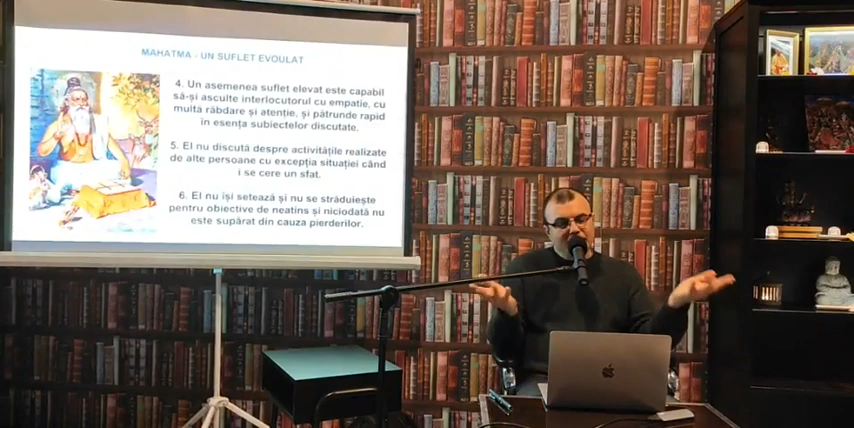 MAHATMA - UN SUFLET EVOULAT
4. Un asemenea suflet elevat este capabil
să-și asculte interlocutorul cu empatie, cu
multă răbdare și atenție, și pătrunde rapid
în esența subiectelor discutate.
5. El nu discută despre activitățile realizate
de alte persoane cu excepția situației când
i se cere un sfat.
6. El nu își setează și nu se străduiește
pentru obiective de neatins și niciodată nu
este supărat din cauza pierderilor.